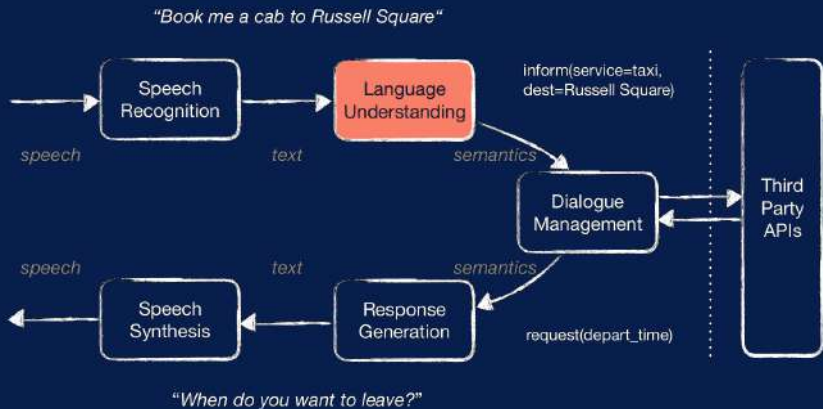 "Book me a cab to Russell Square"
Speech
Recognition
Language
Understanding
inform(service=taxi,
dest=Russell Square)
speech
text
semantics
Dialogue
Management
Third
Party
APIs
speech
text
semantics
Speech
Synthesis
Response
Generation
request(depart_time)
"When do you want to leave?"